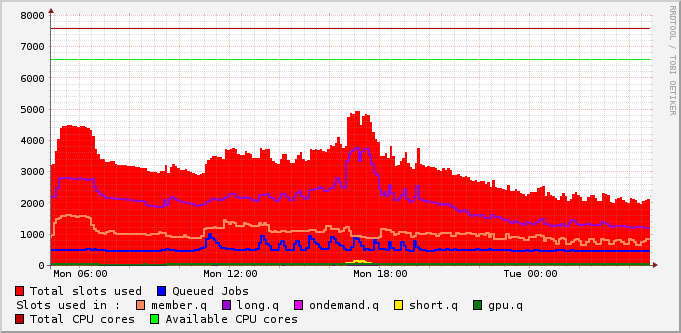 8000
7000
6000
5000
4000
3000
2000
1000
0
Mon 06:00 Mon 12:00 Mon 18:00 Tue 00:00
Total slots used Queued Jobs
Slots used in : member.q long.q ondemand.q short.q gpu.q
Total CPU cores Available CPU cores
RRDTOOL / TOBI OETIKER